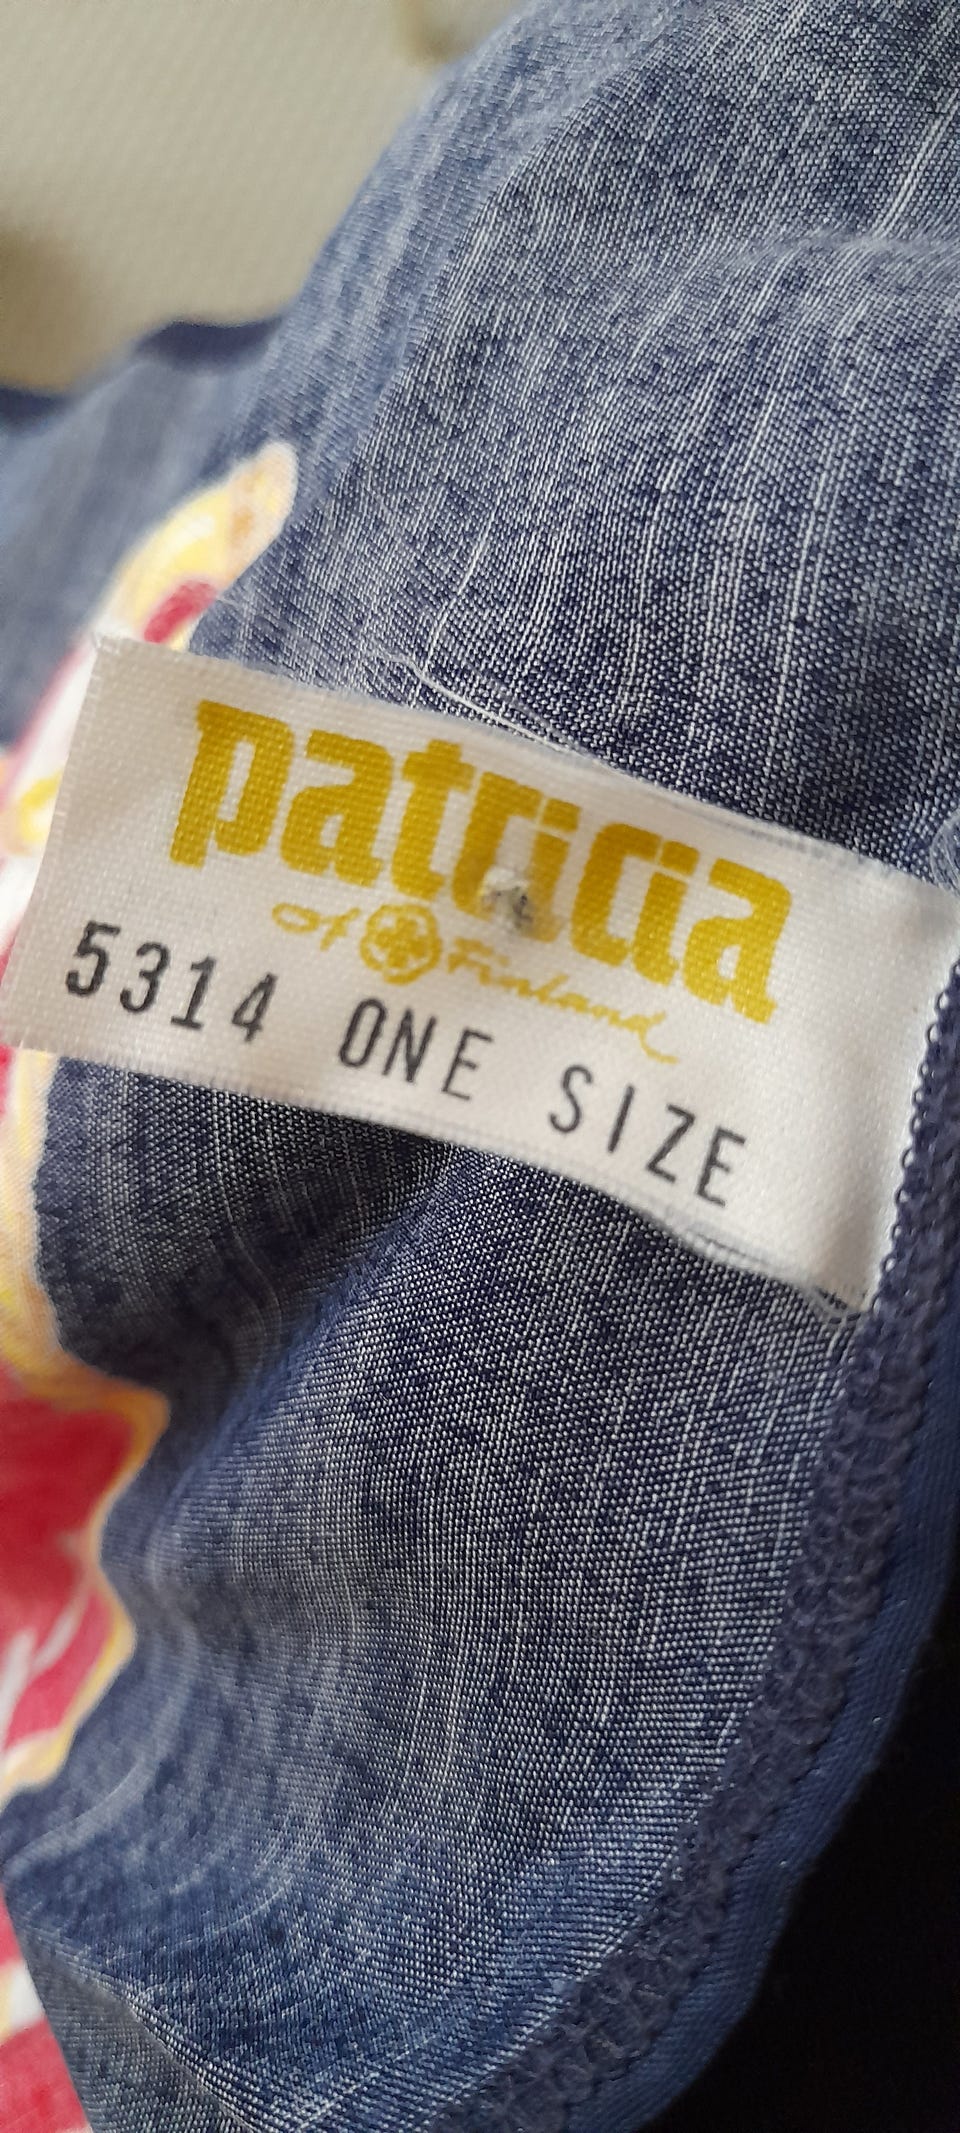 patricia
of Finland
5314 ONE SIZE